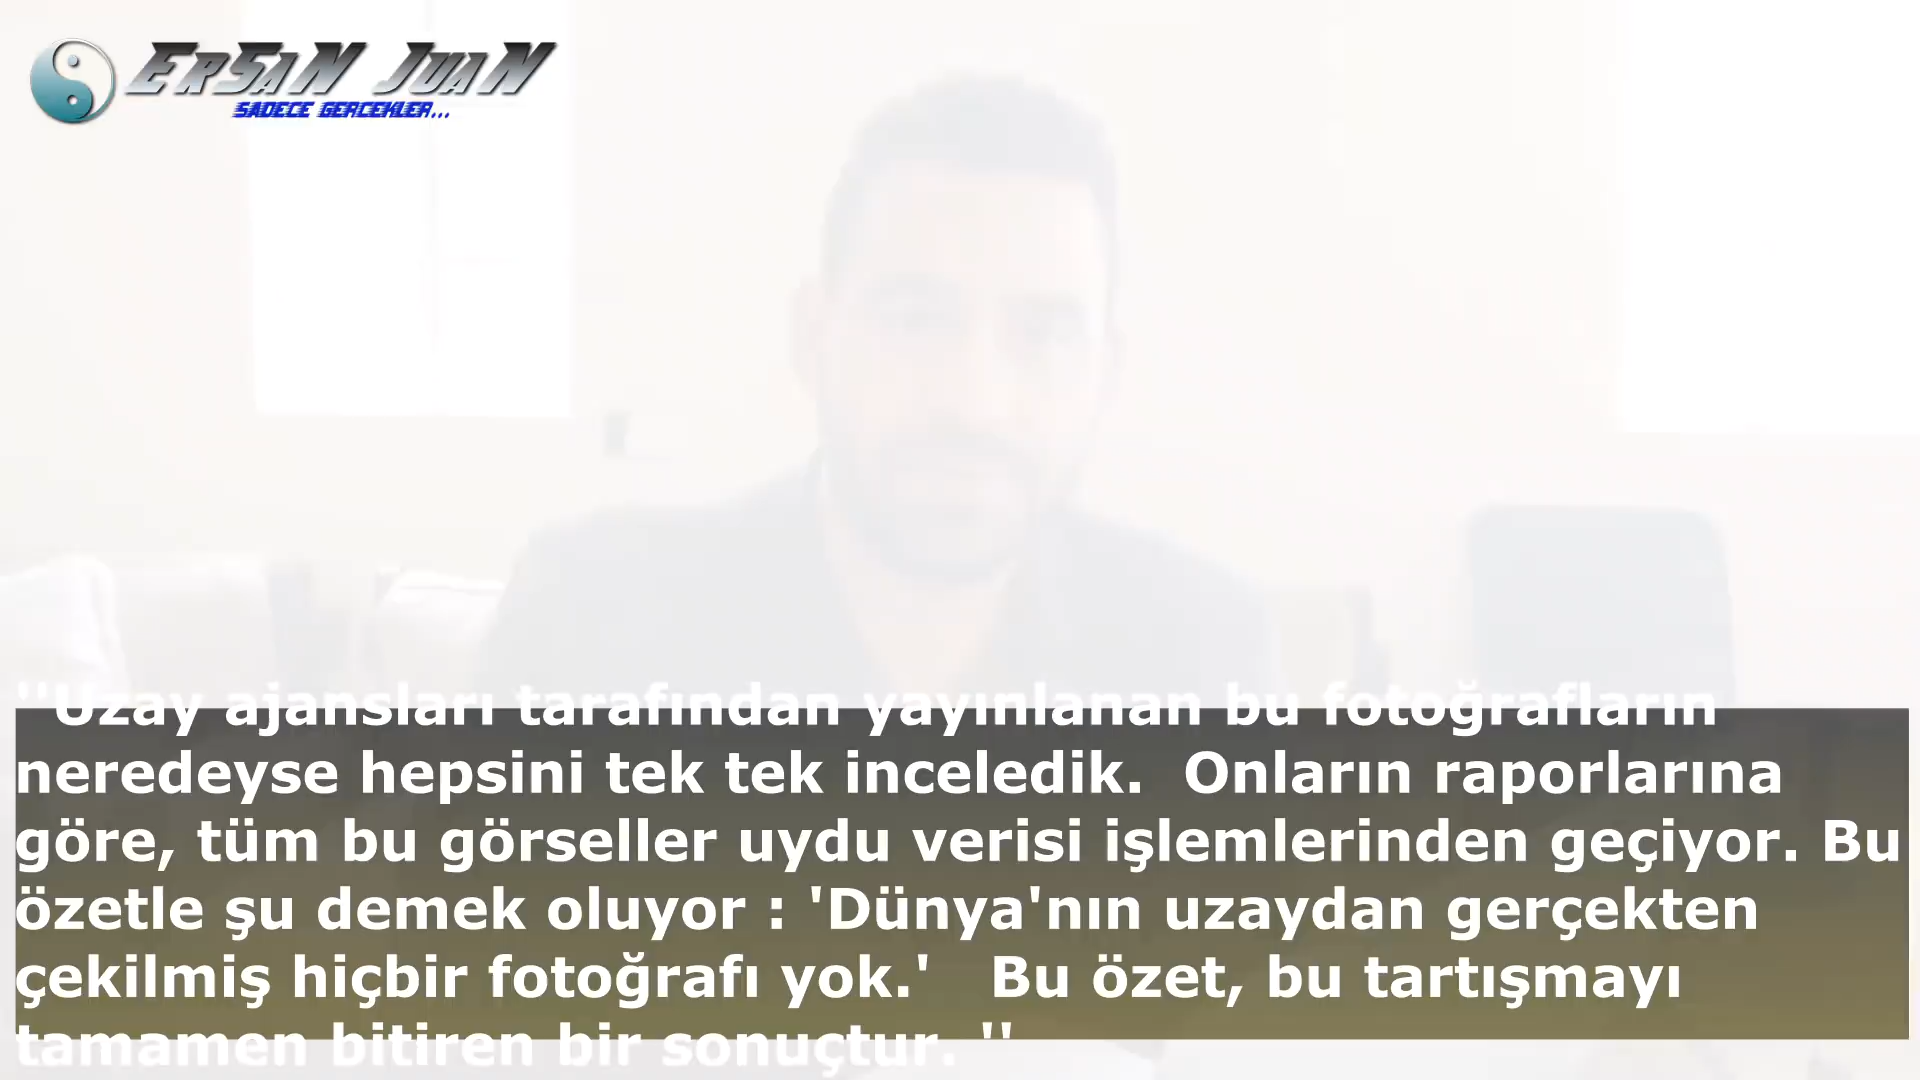 ErSaN JuaN
SADECE GERCEKLER...
''Uzay ajansları tarafından yayınlanan bu fotoğrafların
neredeyse hepsini tek tek inceledik.  Onların raporlarına
göre, tüm bu görseller uydu verisi işlemlerinden geçiyor. Bu
özetle şu demek oluyor : 'Dünya'nın uzaydan gerçekten
çekilmiş hiçbir fotoğrafı yok.'   Bu özet, bu tartışmayı
tamamen bitiren bir sonuçtur. ''